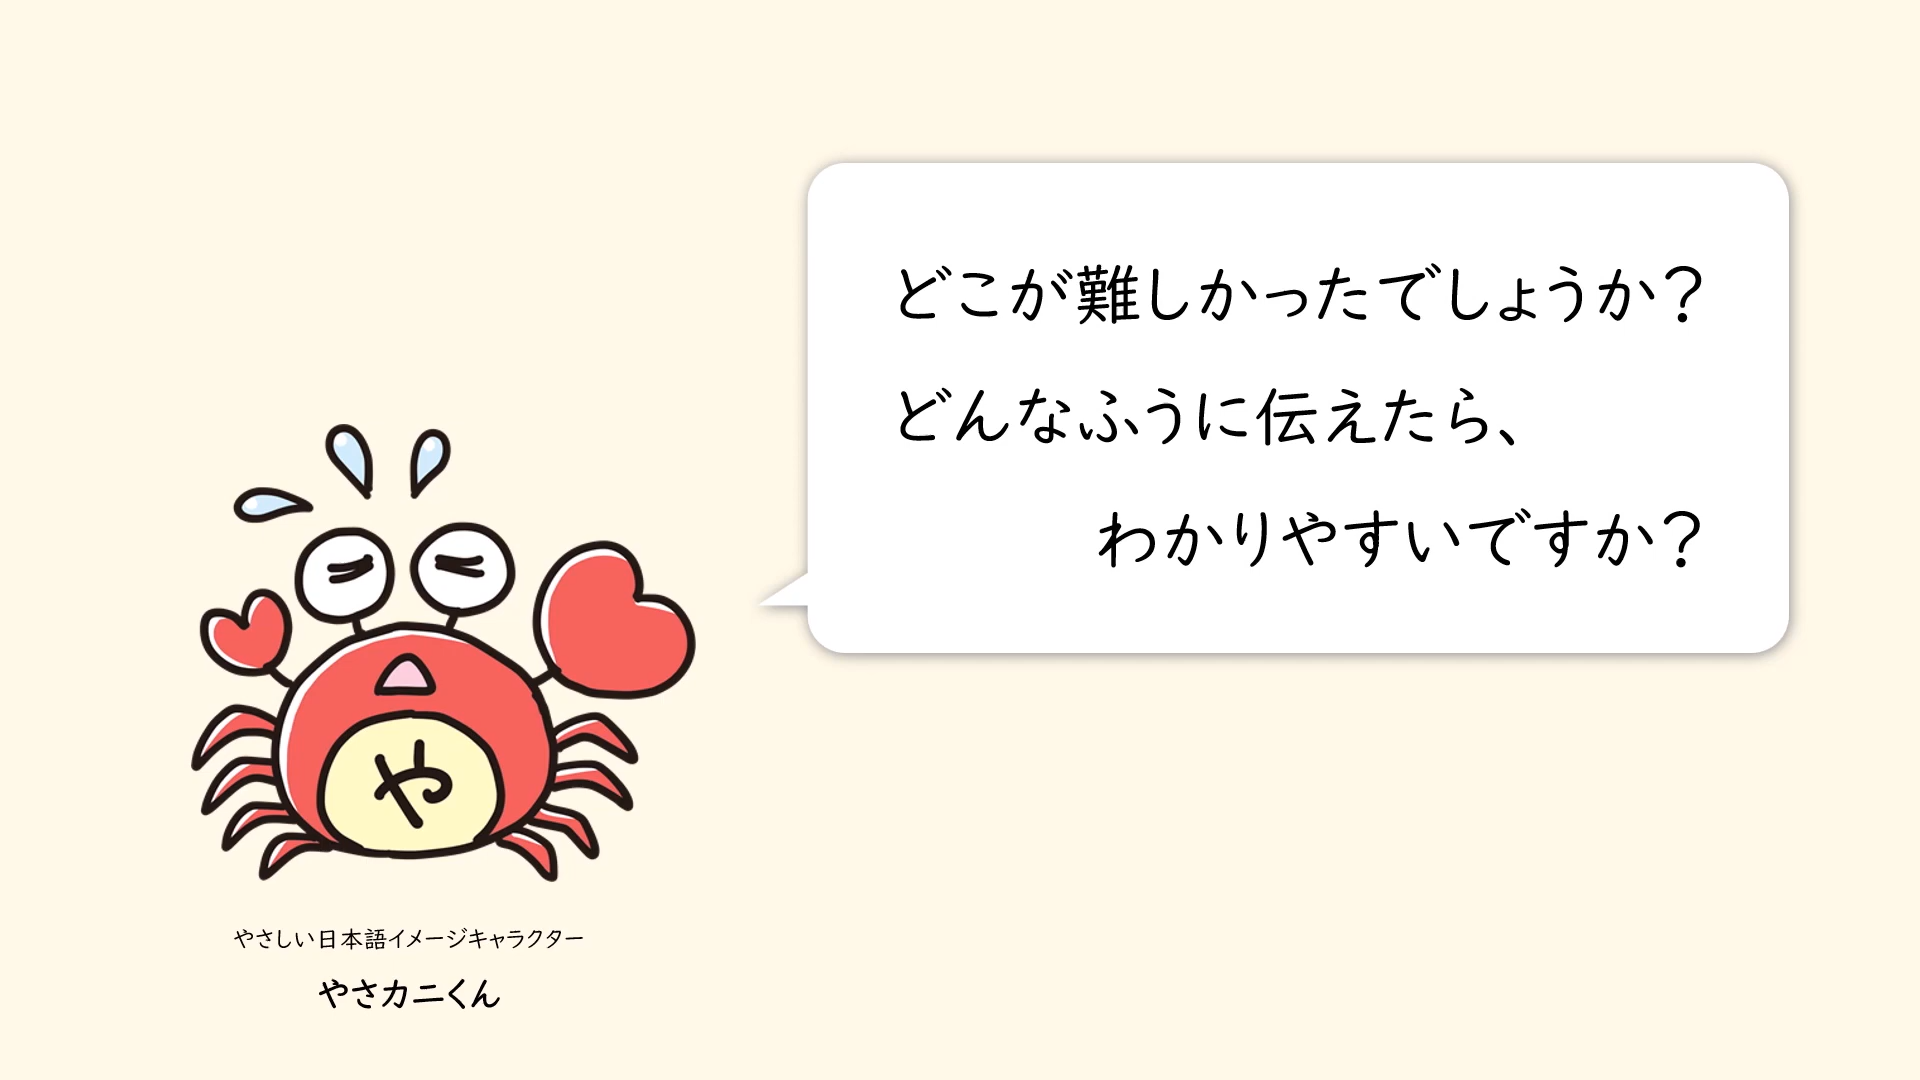 どこが難しかったでしょうか？
どんなふうに伝えたら、
わかりやすいですか？
や
やさしい日本語イメージキャラクター
やさカニくん